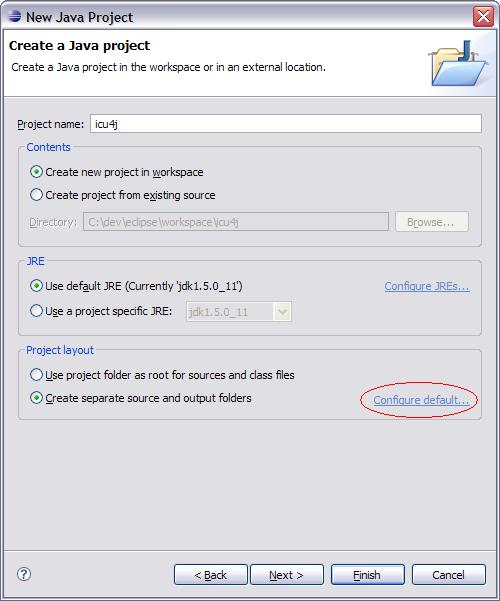 New Java Project
Create a Java project
Create a Java project in the workspace or in an external location.
Project name: icu4j
Contents
Create new project in workspace
Create project from existing source
Directory: C:\dev\eclipse\workspace\icu4j Browse...
JRE
Use default JRE (Currently 'jdk1.5.0_11') Configure JREs...
Use a project specific JRE: jdk1.5.0_11
Project layout
Use project folder as root for sources and class files
Create separate source and output folders Configure default...
? < Back Next > Finish Cancel